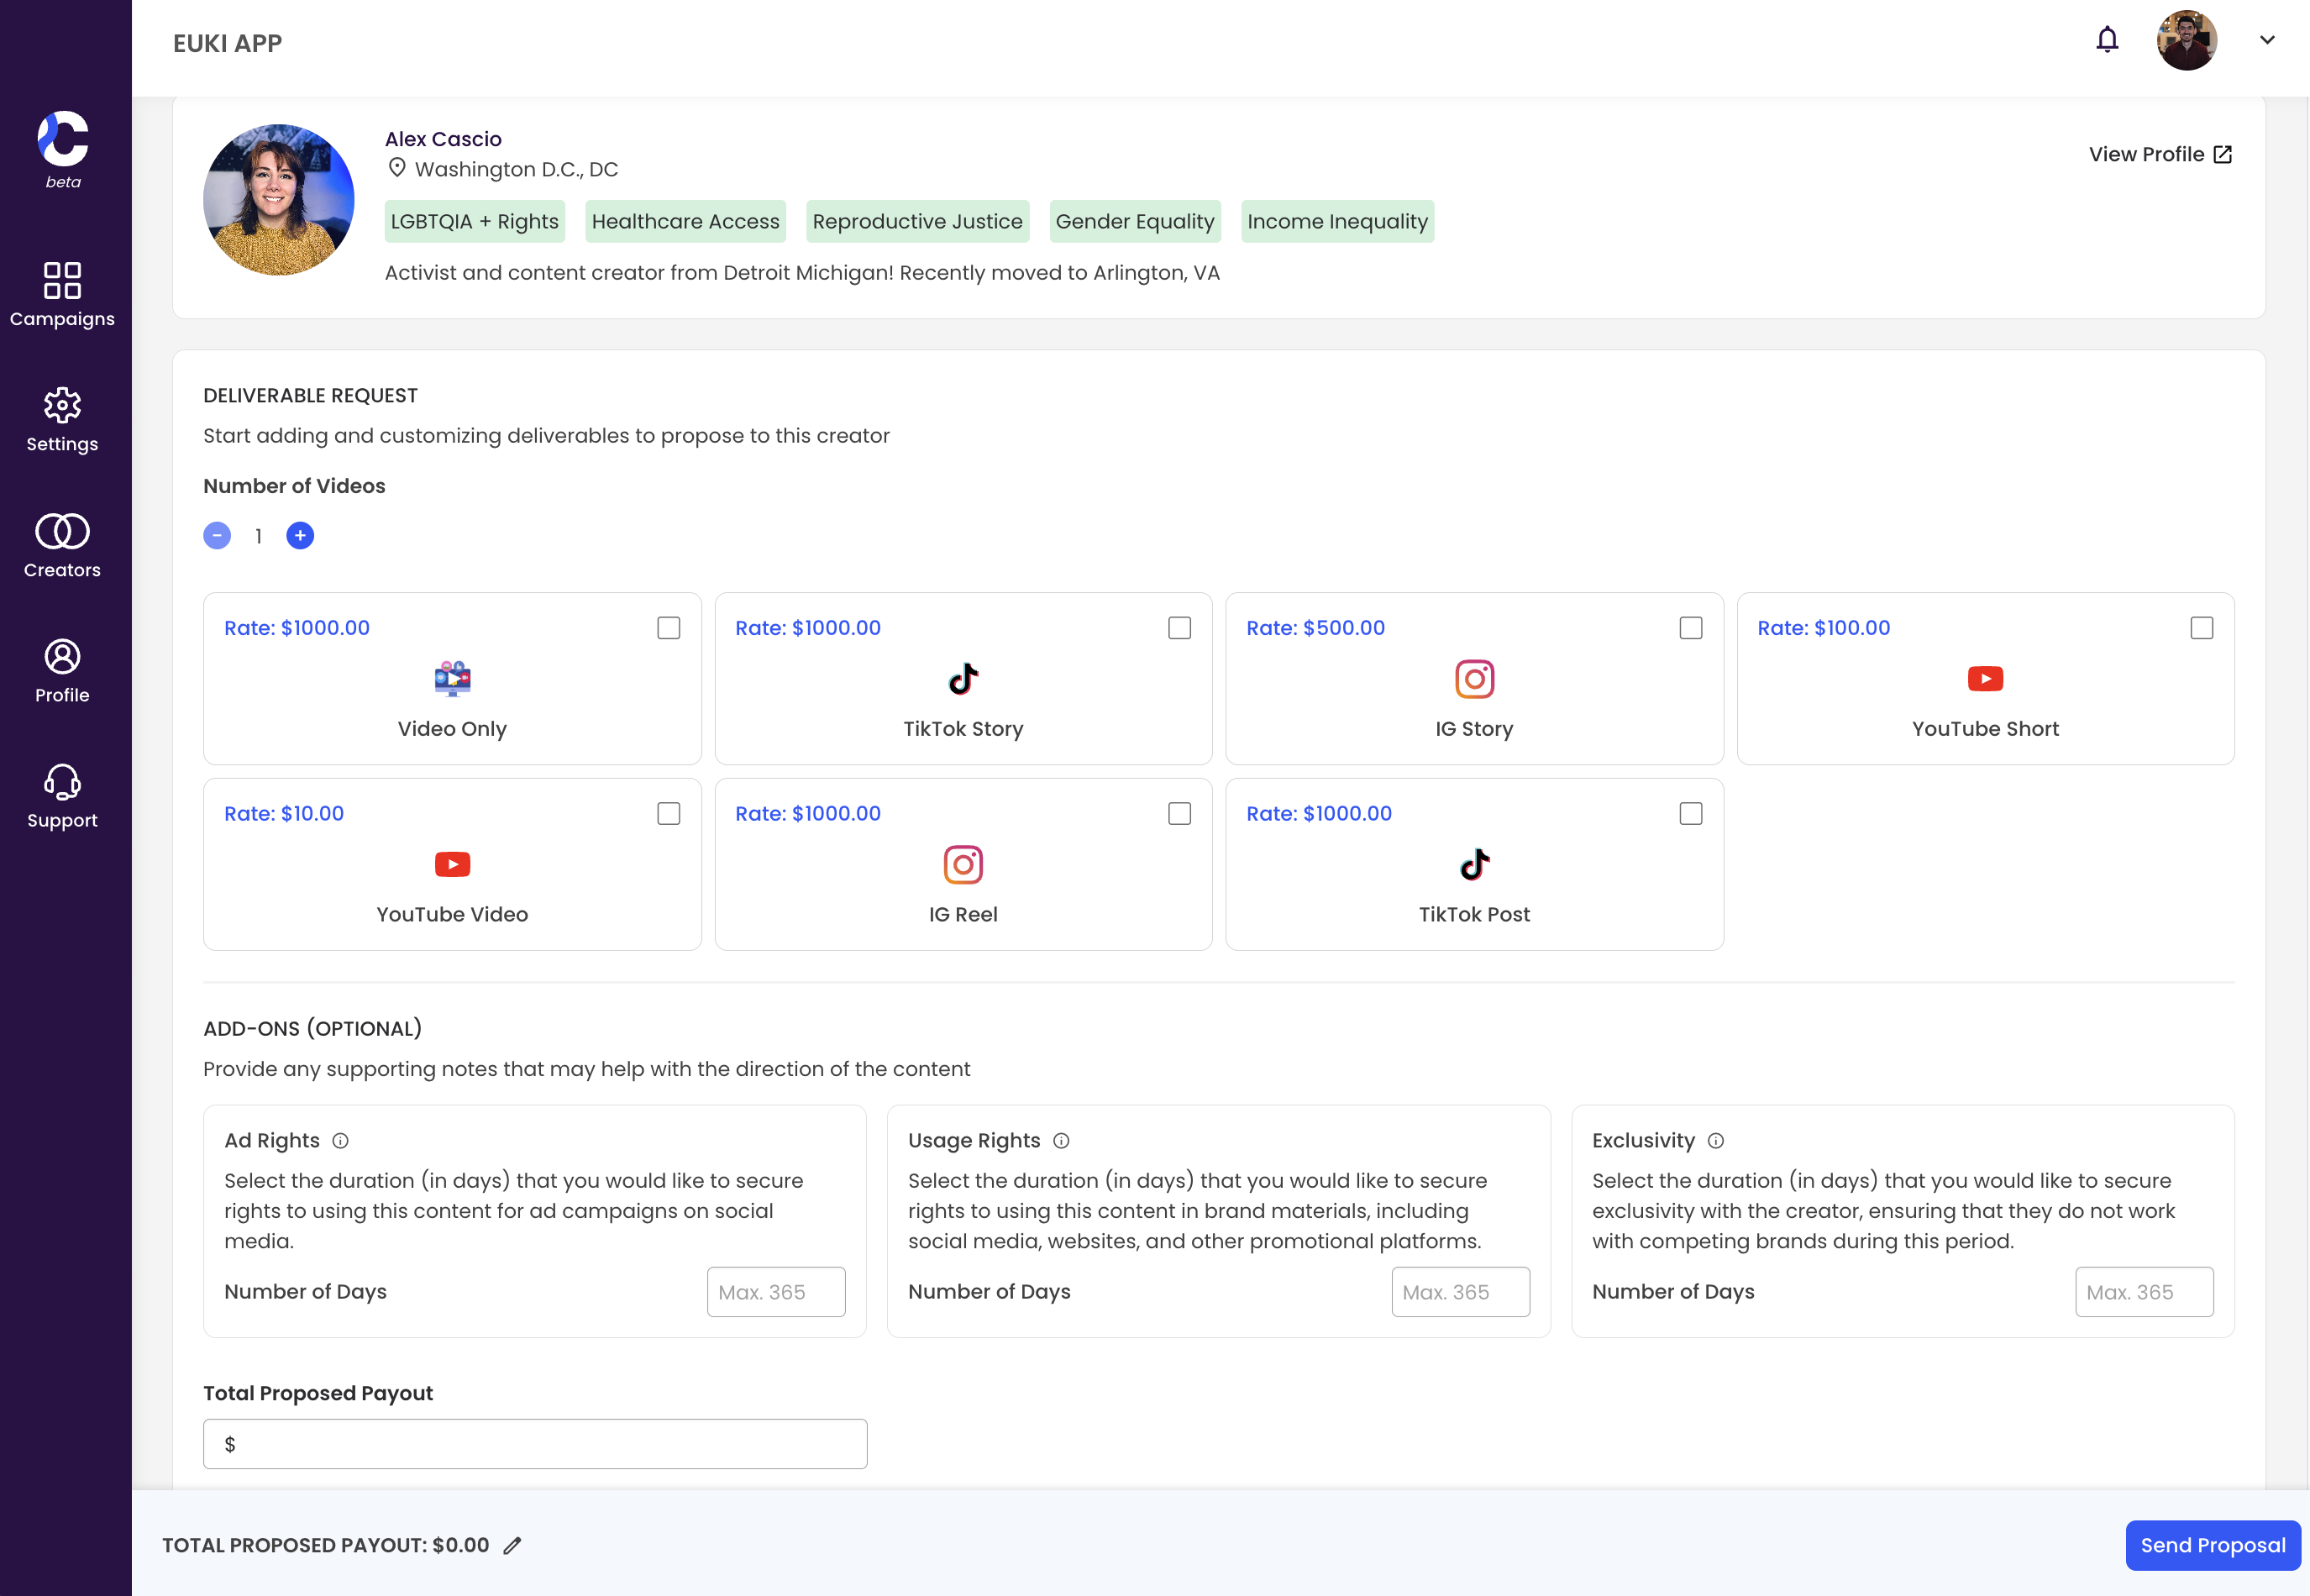 EUKI APP
beta
Campaigns
Settings
Creators
Profile
Support
Alex Cascio
Washington D.C., DC
View Profile
LGBTQIA + Rights
Healthcare Access
Reproductive Justice
Gender Equality
Income Inequality
Activist and content creator from Detroit Michigan! Recently moved to Arlington, VA
DELIVERABLE REQUEST
Start adding and customizing deliverables to propose to this creator
Number of Videos
1
Rate: $1000.00
Video Only
Rate: $1000.00
TikTok Story
Rate: $500.00
IG Story
Rate: $100.00
YouTube Short
Rate: $10.00
YouTube Video
Rate: $1000.00
IG Reel
Rate: $1000.00
TikTok Post
ADD-ONS (OPTIONAL)
Provide any supporting notes that may help with the direction of the content
Ad Rights
Select the duration (in days) that you would like to secure
rights to using this content for ad campaigns on social
media.
Number of Days
Max. 365
Usage Rights
Select the duration (in days) that you would like to secure
rights to using this content in brand materials, including
social media, websites, and other promotional platforms.
Number of Days
Max. 365
Exclusivity
Select the duration (in days) that you would like to secure
exclusivity with the creator, ensuring that they do not work
with competing brands during this period.
Number of Days
Max. 365
Total Proposed Payout
$
TOTAL PROPOSED PAYOUT: $0.00
Send Proposal